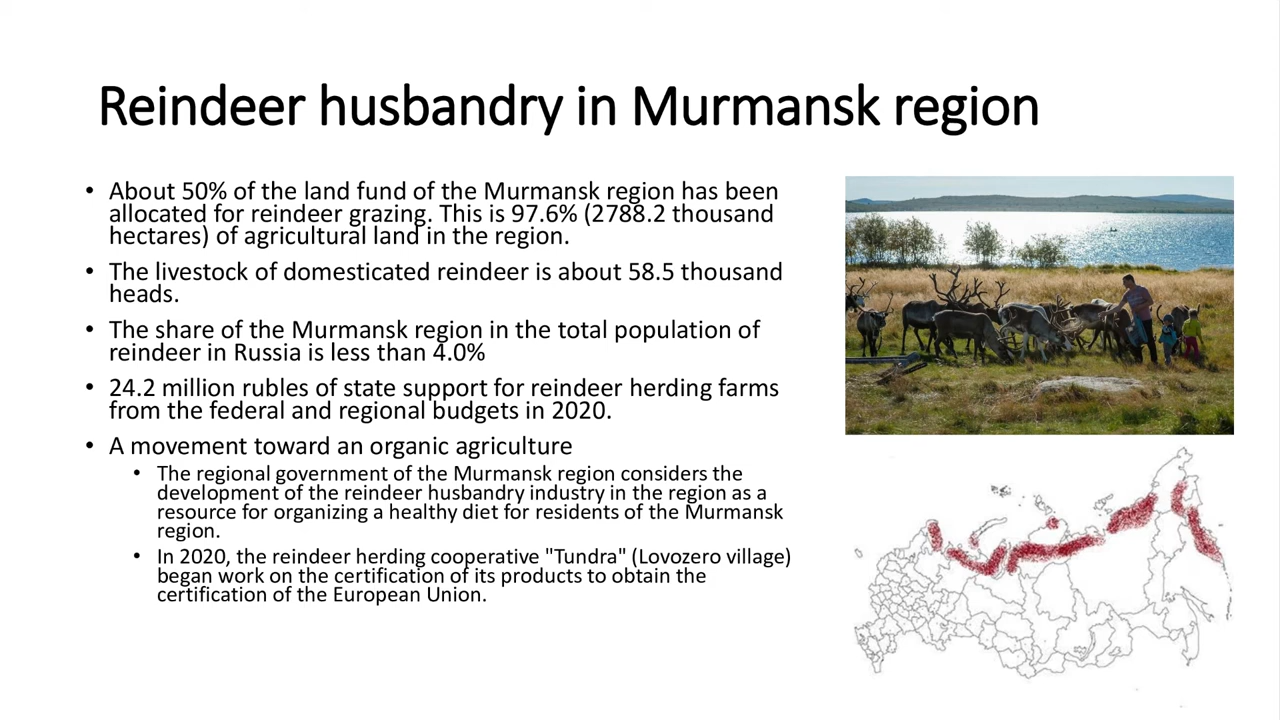 Reindeer husbandry in Murmansk region
• About 50% of the land fund of the Murmansk region has been
allocated for reindeer grazing. This is 97.6% (2788.2 thousand
hectares) of agricultural land in the region.
• The livestock of domesticated reindeer is about 58.5 thousand
heads.
• The share of the Murmansk region in the total population of
reindeer in Russia is less than 4.0%
• 24.2 million rubles of state support for reindeer herding farms
from the federal and regional budgets in 2020.
• A movement toward an organic agriculture
• The regional government of the Murmansk region considers the
development of the reindeer husbandry industry in the region as a
resource for organizing a healthy diet for residents of the Murmansk
region.
• In 2020, the reindeer herding cooperative "Tundra" (Lovozero village)
began work on the certification of its products to obtain the
certification of the European Union.